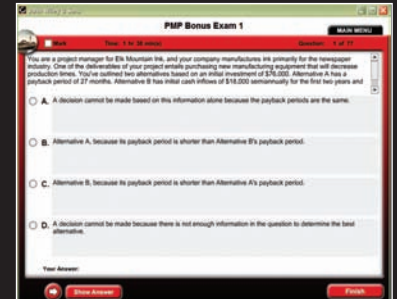 PMP Bonus Exam 1
MAIN MENU
Mark
Time: 1 hr 30 min(s)
Question: 1 of 77
You are a project manager for Elk Mountain Ink, and your company manufactures ink primarily for the newspaper
industry. One of the deliverables of your project entails purchasing new manufacturing equipment that will decrease
production times. You've outlined two alternatives based on an initial investment of $76,000. Alternative A has a
payback period of 27 months. Alternative B has initial cash inflows of $18,000 semiannually for the first two years and
A. A decision cannot be made based on this information alone because the payback periods are the same.
B. Alternative A, because its payback period is shorter than Alternative B's payback period.
C. Alternative B, because its payback period is shorter than Alternative A's payback period.
D. A decision cannot be made because there is not enough information in the question to determine the best
alternative.
Your Answer:
Show Answer
Finish